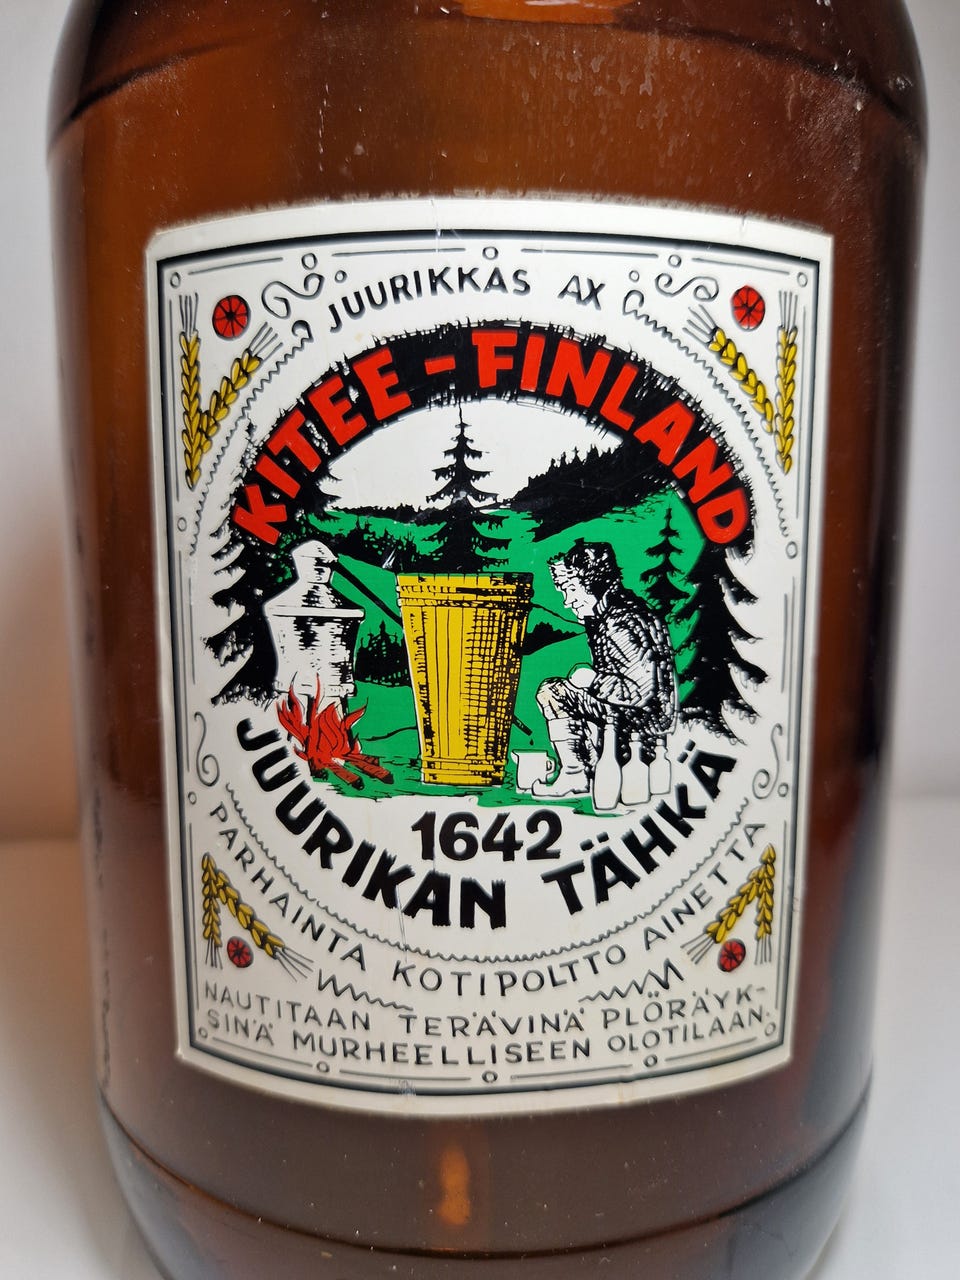 JUURIKKAS AX
KITEE - FINLAND
1642
JUURIKAN TÄHKÄ
PARHAINTA KOTIPOLTTO AINETTA
NAUTITAAN TERÄVINÄ PLÖRÄYK-
SINÄ MURHEELLISEEN OLOTILAAN.